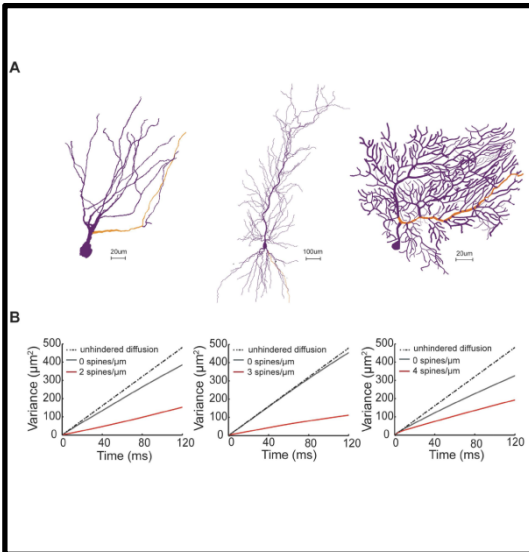 A
20um
100um
20um
B
Variance (µm²)
500
400
300
200
100
0
unhindered diffusion
0 spines/µm
2 spines/µm
0
40
80
120
Time (ms)
Variance (µm²)
500
400
300
200
100
0
unhindered diffusion
0 spines/µm
3 spines/µm
0
40
80
120
Time (ms)
Variance (µm²)
500
400
300
200
100
0
unhindered diffusion
0 spines/µm
4 spines/µm
0
40
80
120
Time (ms)